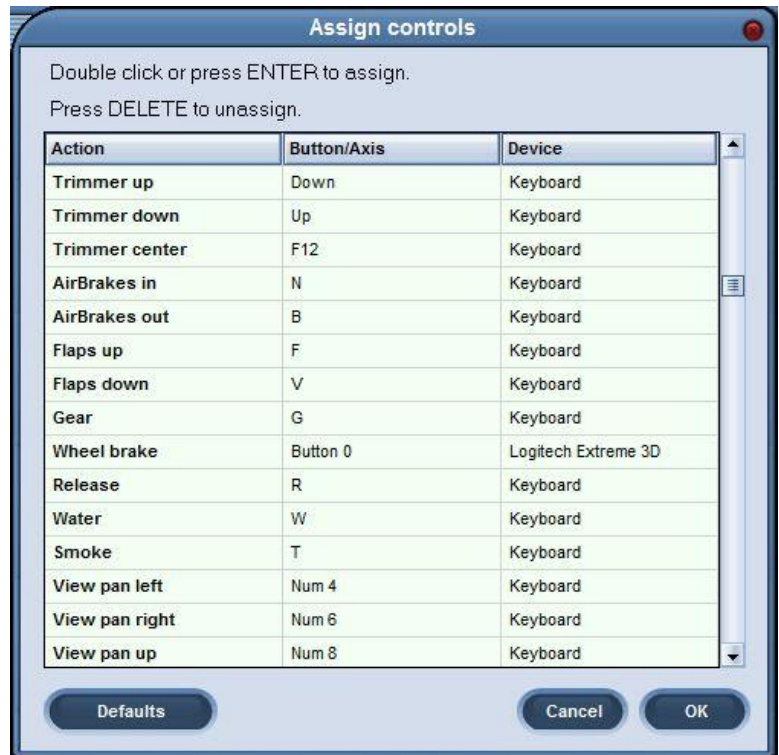 Assign controls
Double click or press ENTER to assign.
Press DELETE to unassign.
Action Button/Axis Device
Trimmer up Down Keyboard
Trimmer down Up Keyboard
Trimmer center F12 Keyboard
AirBrakes in N Keyboard
AirBrakes out B Keyboard
Flaps up F Keyboard
Flaps down V Keyboard
Gear G Keyboard
Wheel brake Button 0 Logitech Extreme 3D
Release R Keyboard
Water W Keyboard
Smoke T Keyboard
View pan left Num 4 Keyboard
View pan right Num 6 Keyboard
View pan up Num 8 Keyboard
Defaults Cancel OK